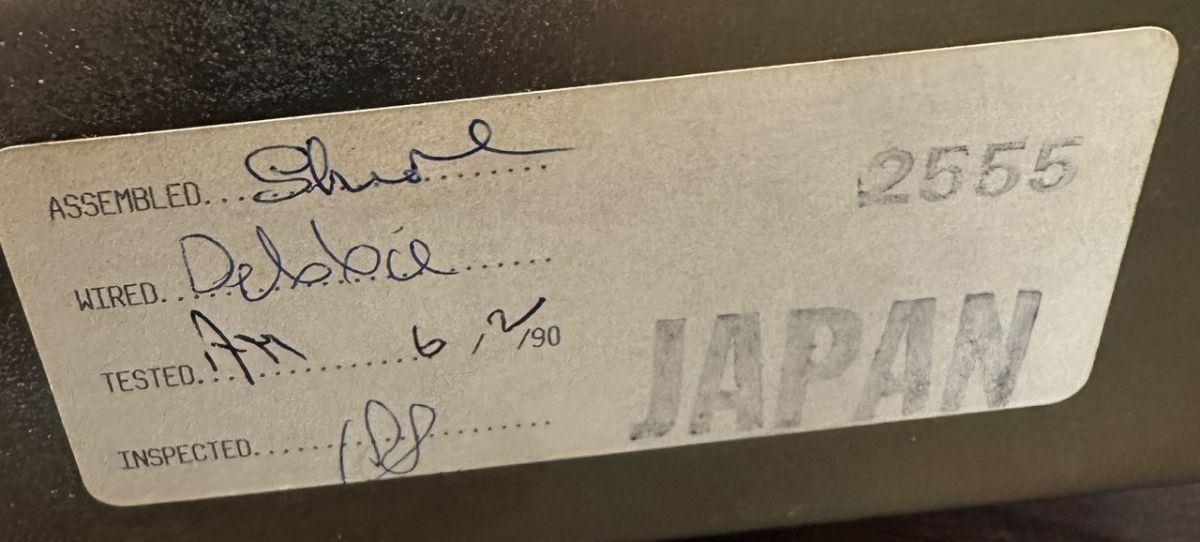 ASSEMBLED...
2555
WIRED.. Debbie
TESTED... 6/2/90
INSPECTED...
JAPAN